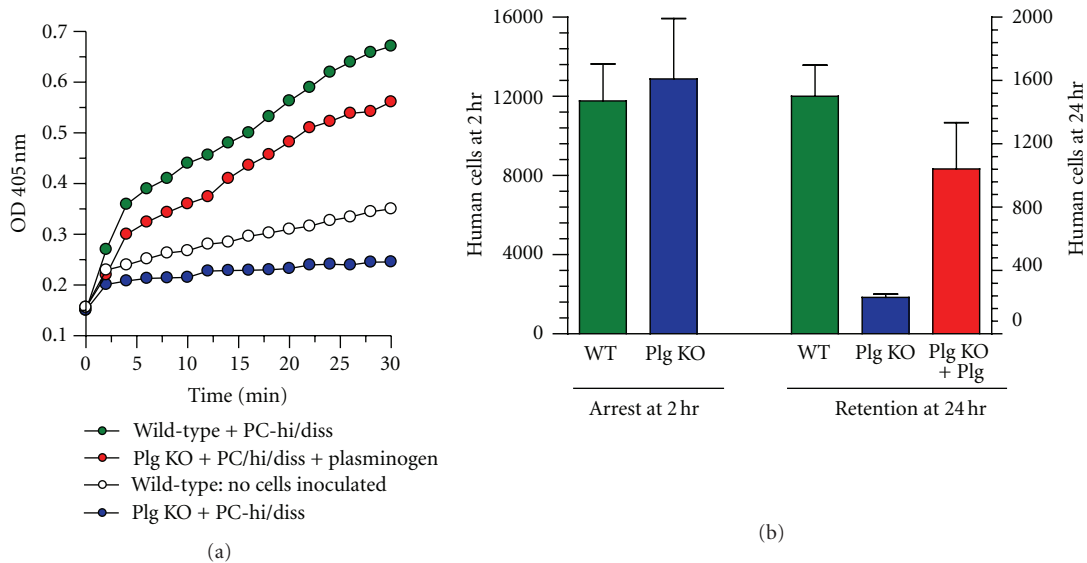 0.7
0.6
0.5
0.4
0.3
0.2
0.1
OD 405 nm
0 5 10 15 20 25 30
Time (min)
Wild-type + PC-hi/diss
Plg KO + PC/hi/diss + plasminogen
Wild-type: no cells inoculated
Plg KO + PC-hi/diss
(a)
16000
12000
8000
4000
0
Human cells at 2 hr
2000
1600
1200
800
400
0
Human cells at 24 hr
WT Plg KO WT Plg KO Plg KO
+ Plg
Arrest at 2 hr Retention at 24 hr
(b)